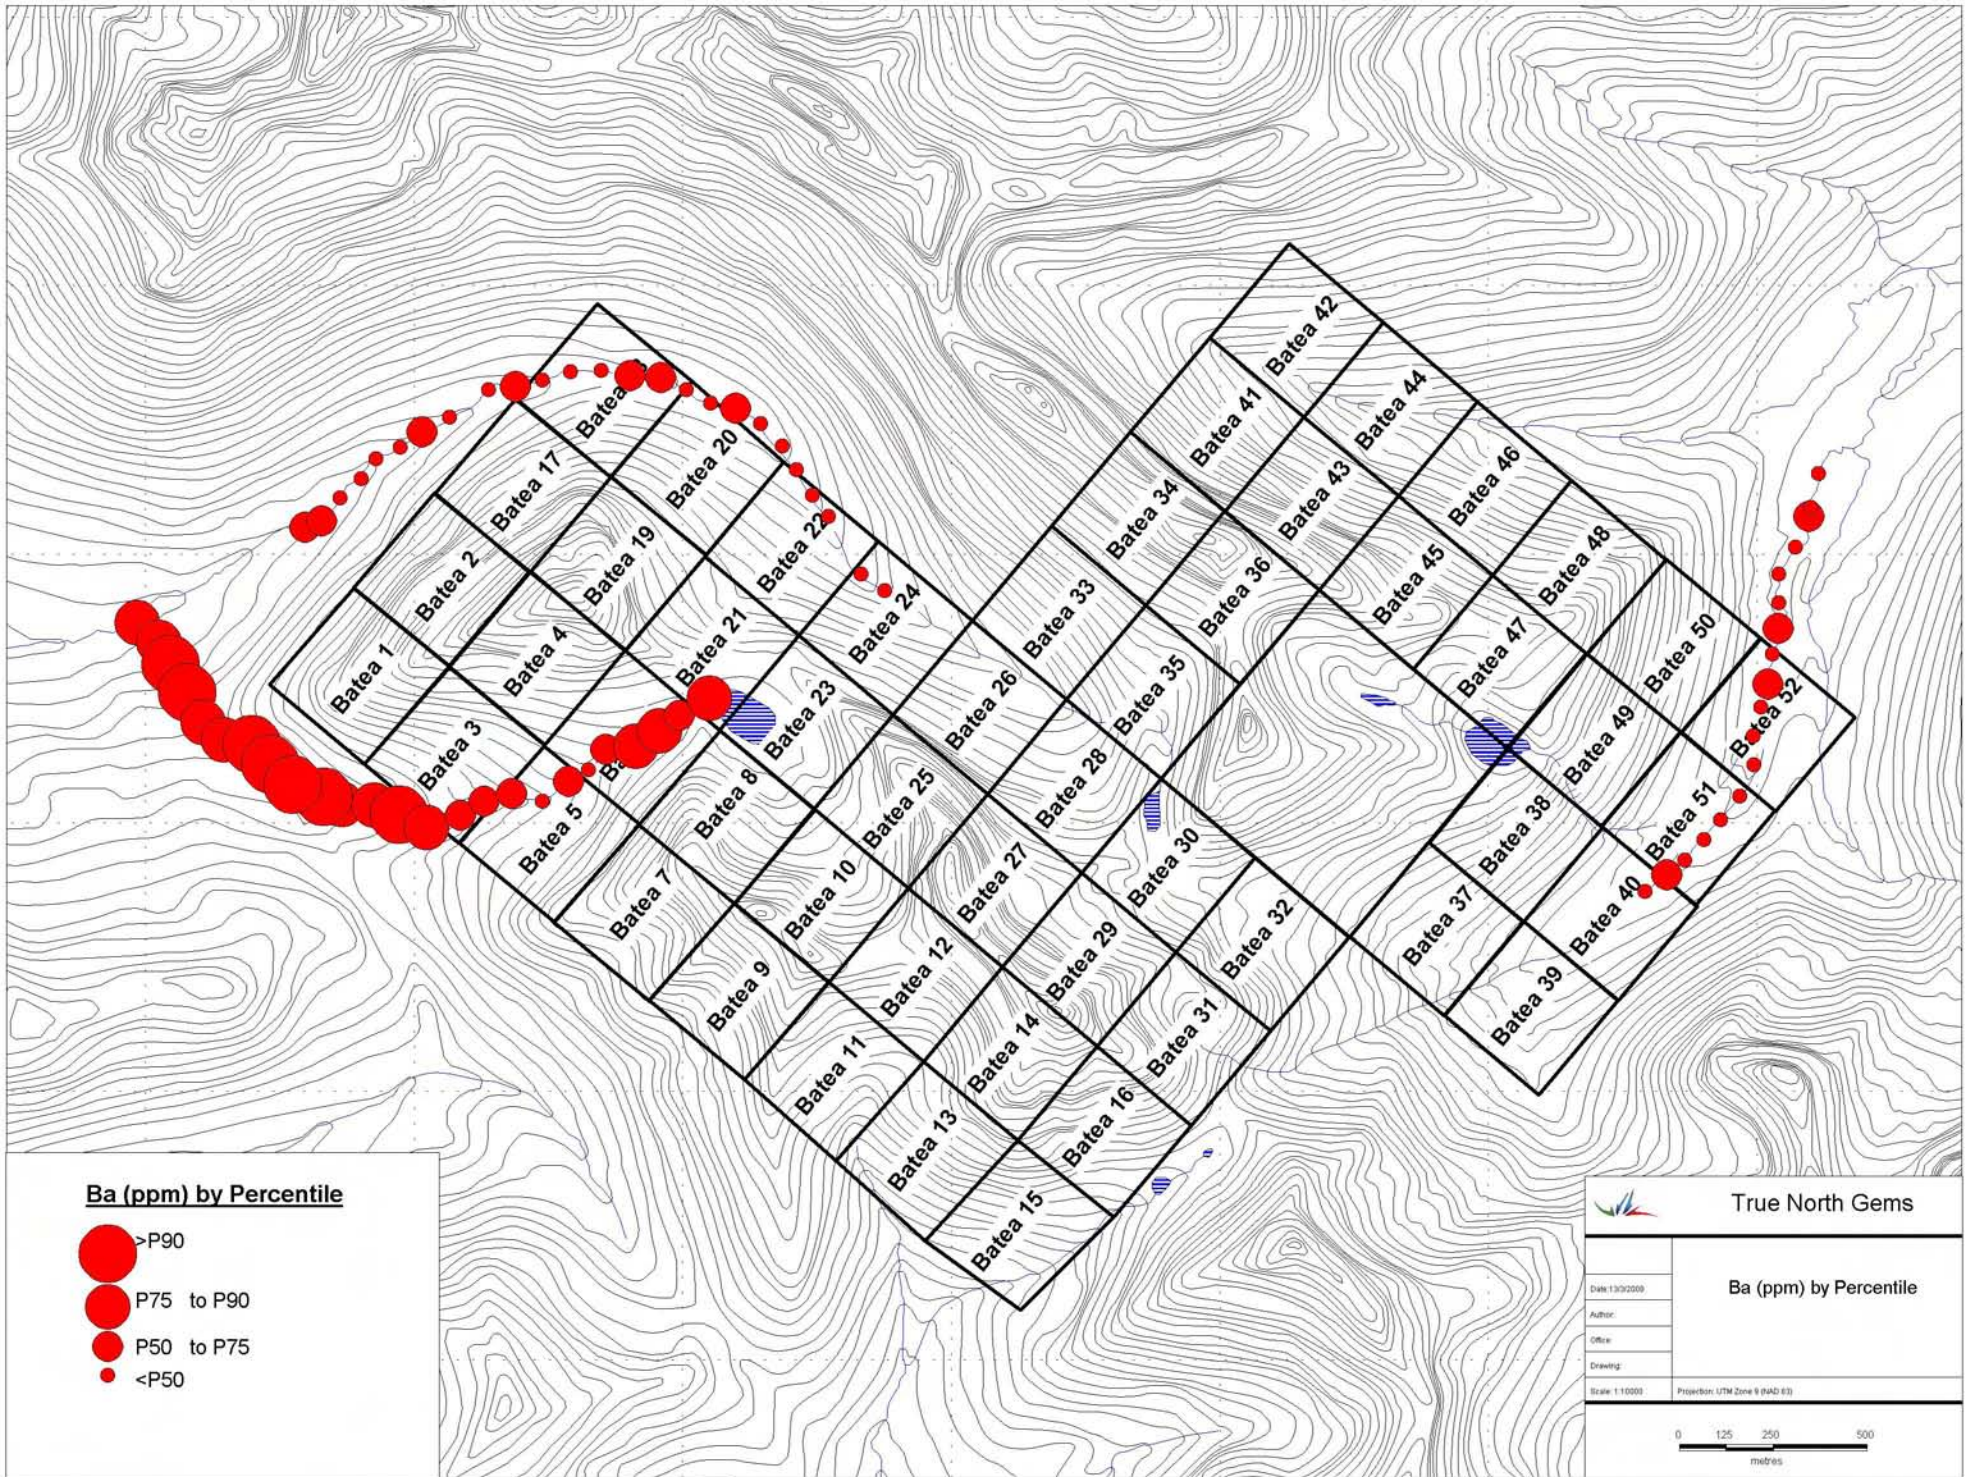 Batea 42
Batea 44
Batea 41
Batea 46
Batea 43
Batea 34
Batea 48
Batea 45
Batea 36
Batea 50
Batea 47
Batea 33
Batea 20
Batea 17
Batea 22
Batea 19
Batea 2
Batea 24
Batea 21
Batea 4
Batea 1
Batea 52
Batea 49
Batea 35
Batea 26
Batea 23
Batea 3
Batea 28
Batea 51
Batea 38
Batea 25
Batea 8
Batea 5
Batea 30
Batea 27
Batea 10
Batea 7
Batea 40
Batea 37
Batea 32
Batea 29
Batea 12
Batea 9
Batea 39
Batea 31
Batea 14
Batea 11
Batea 16
Batea 13
Batea 15
Ba (ppm) by Percentile
>P90
P75 to P90
P50 to P75
<P50
True North Gems
Ba (ppm) by Percentile
Date:13/3/2009
Author:
Office:
Drawing:
Scale: 1:10000
Projection: UTM Zone 9 (NAD 83)
0 125 250 500
metres